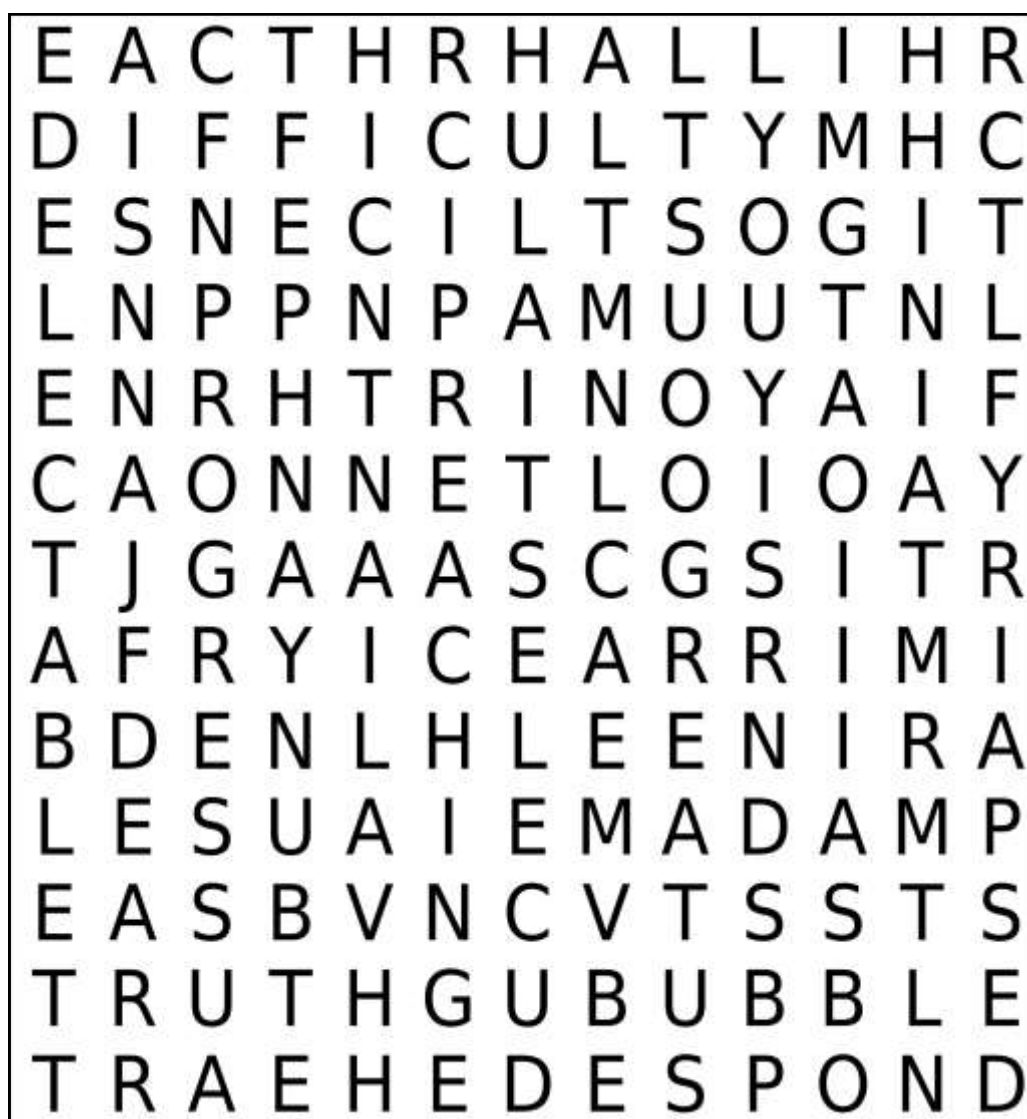 E A C T H R H A L L I H R
D I F F I C U L T Y M H C
E S N E C I L T S O G I T
L N P P N P A M U U T N L
E N R H T R I N O Y A I F
C A O N N E T L O I O A Y
T J G A A A S C G S I T R
A F R Y I C E A R R I M I
B D E N L H L E E N I R A
L E S U A I E M A D A M P
E A S B V N C V T S S T S
T R U T H G U B U B B L E
T R A E H E D E S P O N D